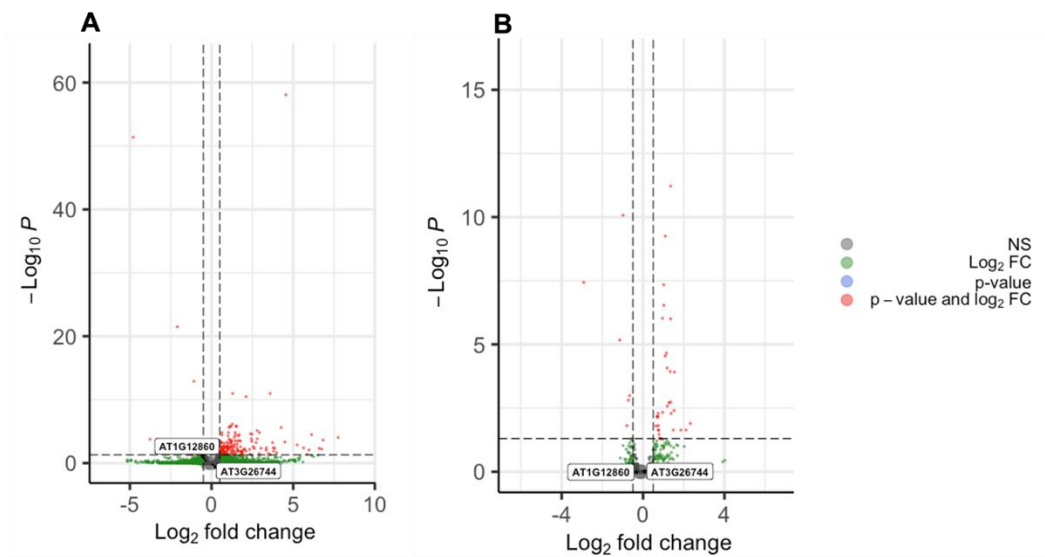 A
60
40
20
0
-5
0
5
10
Log2 fold change
−Log10 P
AT1G12860
AT3G26744
B
15
10
5
0
-4
0
4
Log2 fold change
−Log10 P
AT1G12860
AT3G26744
NS
Log2 FC
p-value
p − value and log2 FC